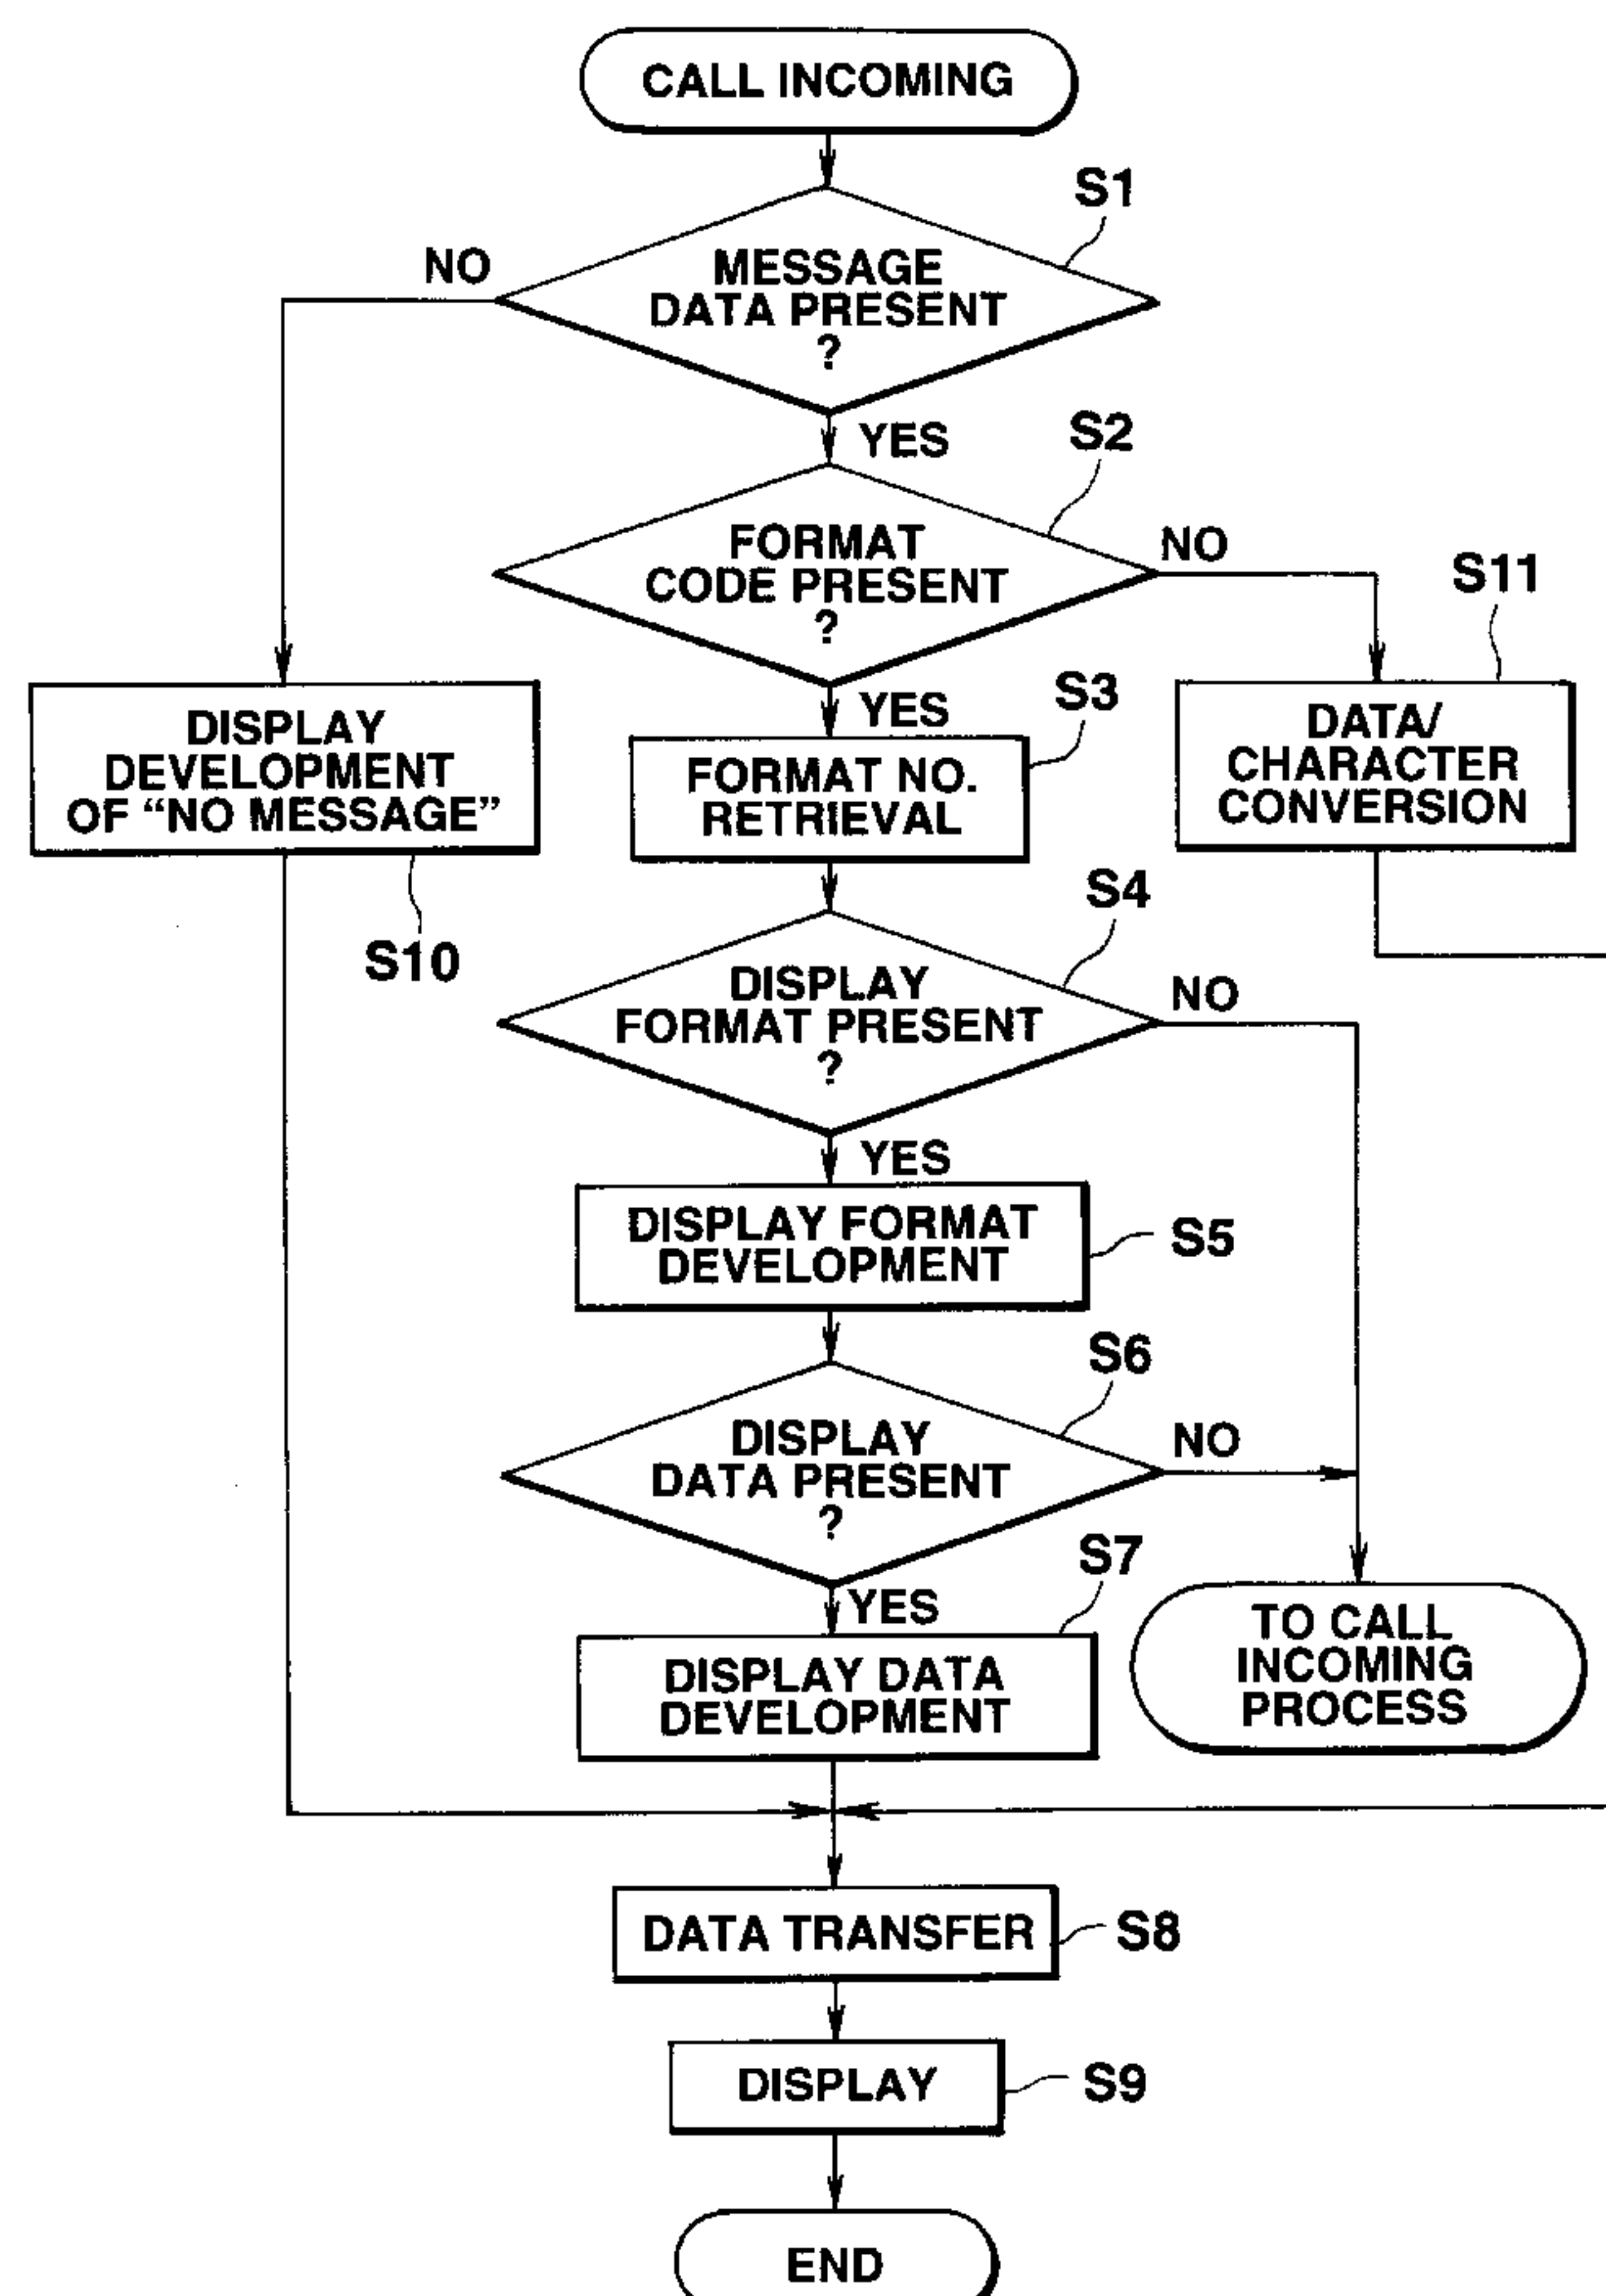 CALL INCOMING
S1
NO
MESSAGE
DATA PRESENT
?
YES
S2
FORMAT
CODE PRESENT
?
NO
S11
DISPLAY
DEVELOPMENT
OF “NO MESSAGE”
S10
YES
S3
FORMAT NO.
RETRIEVAL
DATA/
CHARACTER
CONVERSION
S4
DISPLAY
FORMAT PRESENT
?
NO
YES
DISPLAY FORMAT
DEVELOPMENT
S5
S6
DISPLAY
DATA PRESENT
?
NO
YES
S7
DISPLAY DATA
DEVELOPMENT
TO CALL
INCOMING
PROCESS
DATA TRANSFER
S8
DISPLAY
S9
END